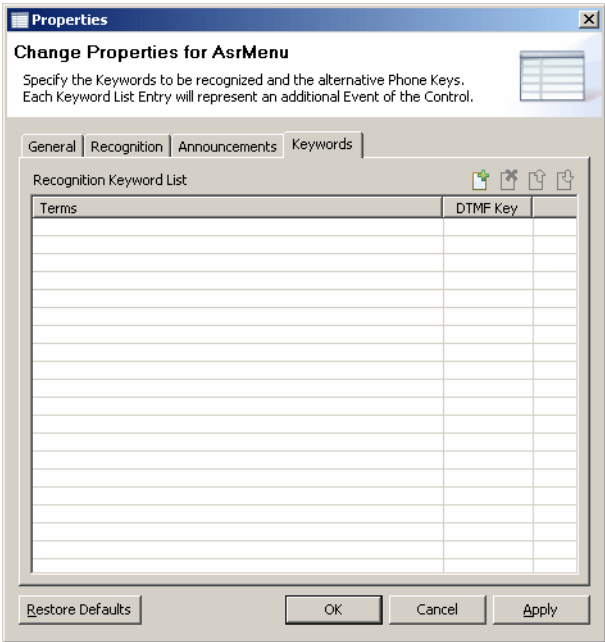 Properties
Change Properties for AsrMenu
Specify the Keywords to be recognized and the alternative Phone Keys.
Each Keyword List Entry will represent an additional Event of the Control.
General Recognition Announcements Keywords
Recognition Keyword List
Terms DTMF Key
Restore Defaults OK Cancel Apply